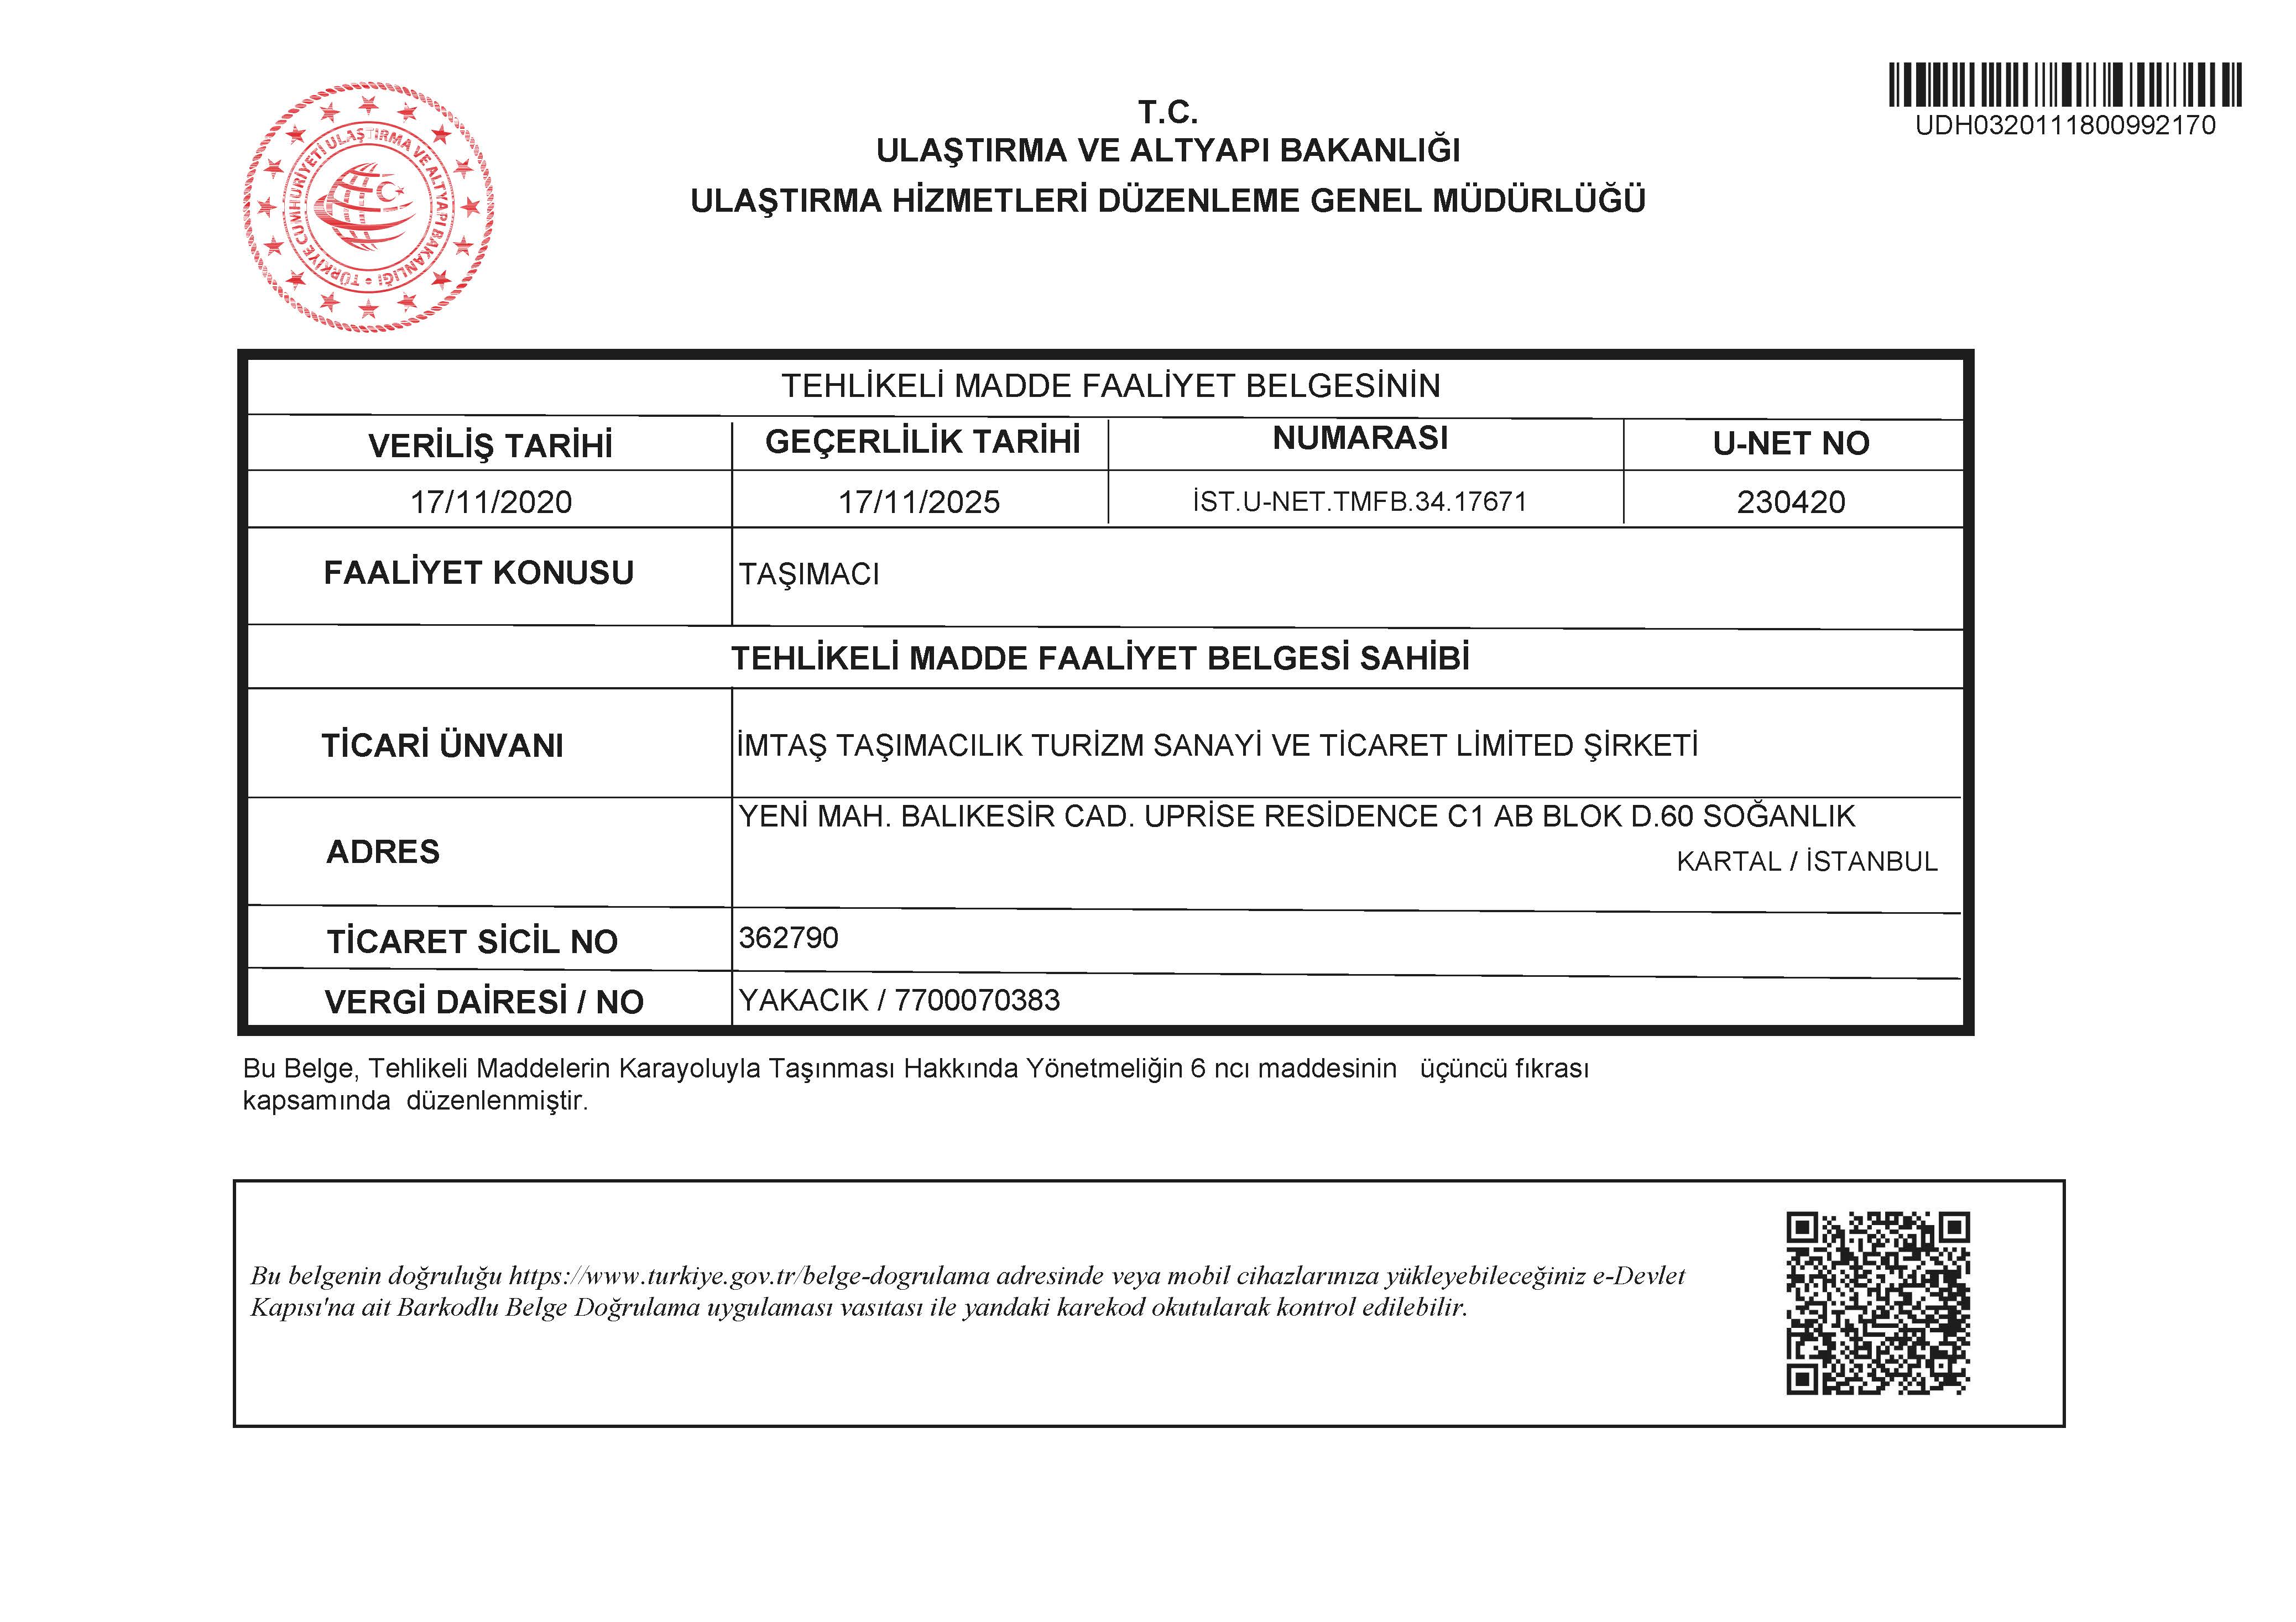 UDH0320111800992170
T.C.
ULAŞTIRMA VE ALTYAPI BAKANLIĞI
ULAŞTIRMA HİZMETLERİ DÜZENLEME GENEL MÜDÜRLÜĞÜ
TÜRKİYE CUMHURİYETİ ULAŞTIRMA VE ALTYAPI BAKANLIĞI
TEHLİKELİ MADDE FAALİYET BELGESİNİN
VERİLİŞ TARİHİ GEÇERLİLİK TARİHİ NUMARASI U-NET NO
17/11/2020 17/11/2025 İST.U-NET.TMFB.34.17671 230420
FAALİYET KONUSU TAŞIMACI
TEHLİKELİ MADDE FAALİYET BELGESİ SAHİBİ
TİCARİ ÜNVANI İMTAŞ TAŞIMACILIK TURİZM SANAYİ VE TİCARET LİMİTED ŞİRKETİ
YENİ MAH. BALIKESİR CAD. UPRİSE RESİDENCE C1 AB BLOK D.60 SOĞANLIK
ADRES KARTAL / İSTANBUL
TİCARET SİCİL NO 362790
VERGİ DAİRESİ / NO YAKACIK / 7700070383
Bu Belge, Tehlikeli Maddelerin Karayoluyla Taşınması Hakkında Yönetmeliğin 6 ncı maddesinin üçüncü fıkrası
kapsamında düzenlenmiştir.
Bu belgenin doğruluğu https://www.turkiye.gov.tr/belge-dogrulama adresinde veya mobil cihazlarınıza yükleyebileceğiniz e-Devlet
Kapısı'na ait Barkodlu Belge Doğrulama uygulaması vasıtası ile yandaki karekod okutularak kontrol edilebilir.